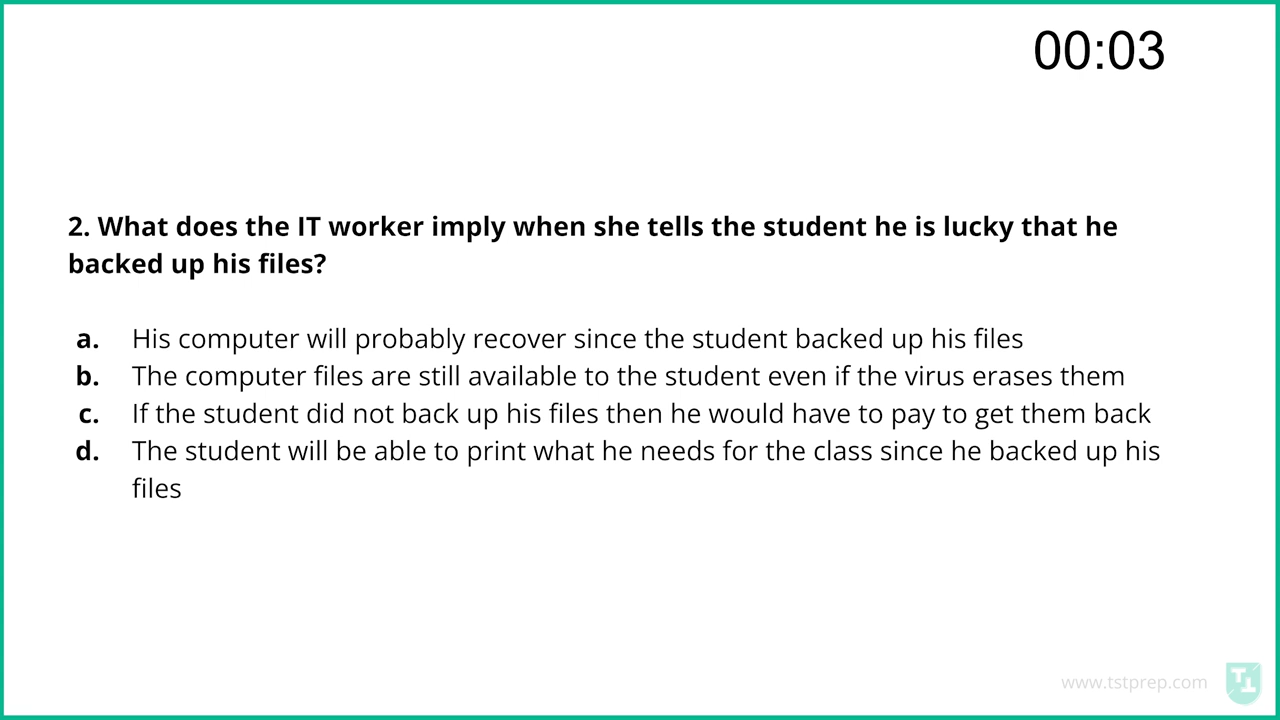 00:03
2. What does the IT worker imply when she tells the student he is lucky that he
backed up his files?
a. His computer will probably recover since the student backed up his files
b. The computer files are still available to the student even if the virus erases them
c. If the student did not back up his files then he would have to pay to get them back
d. The student will be able to print what he needs for the class since he backed up his
files
www.tstprep.com